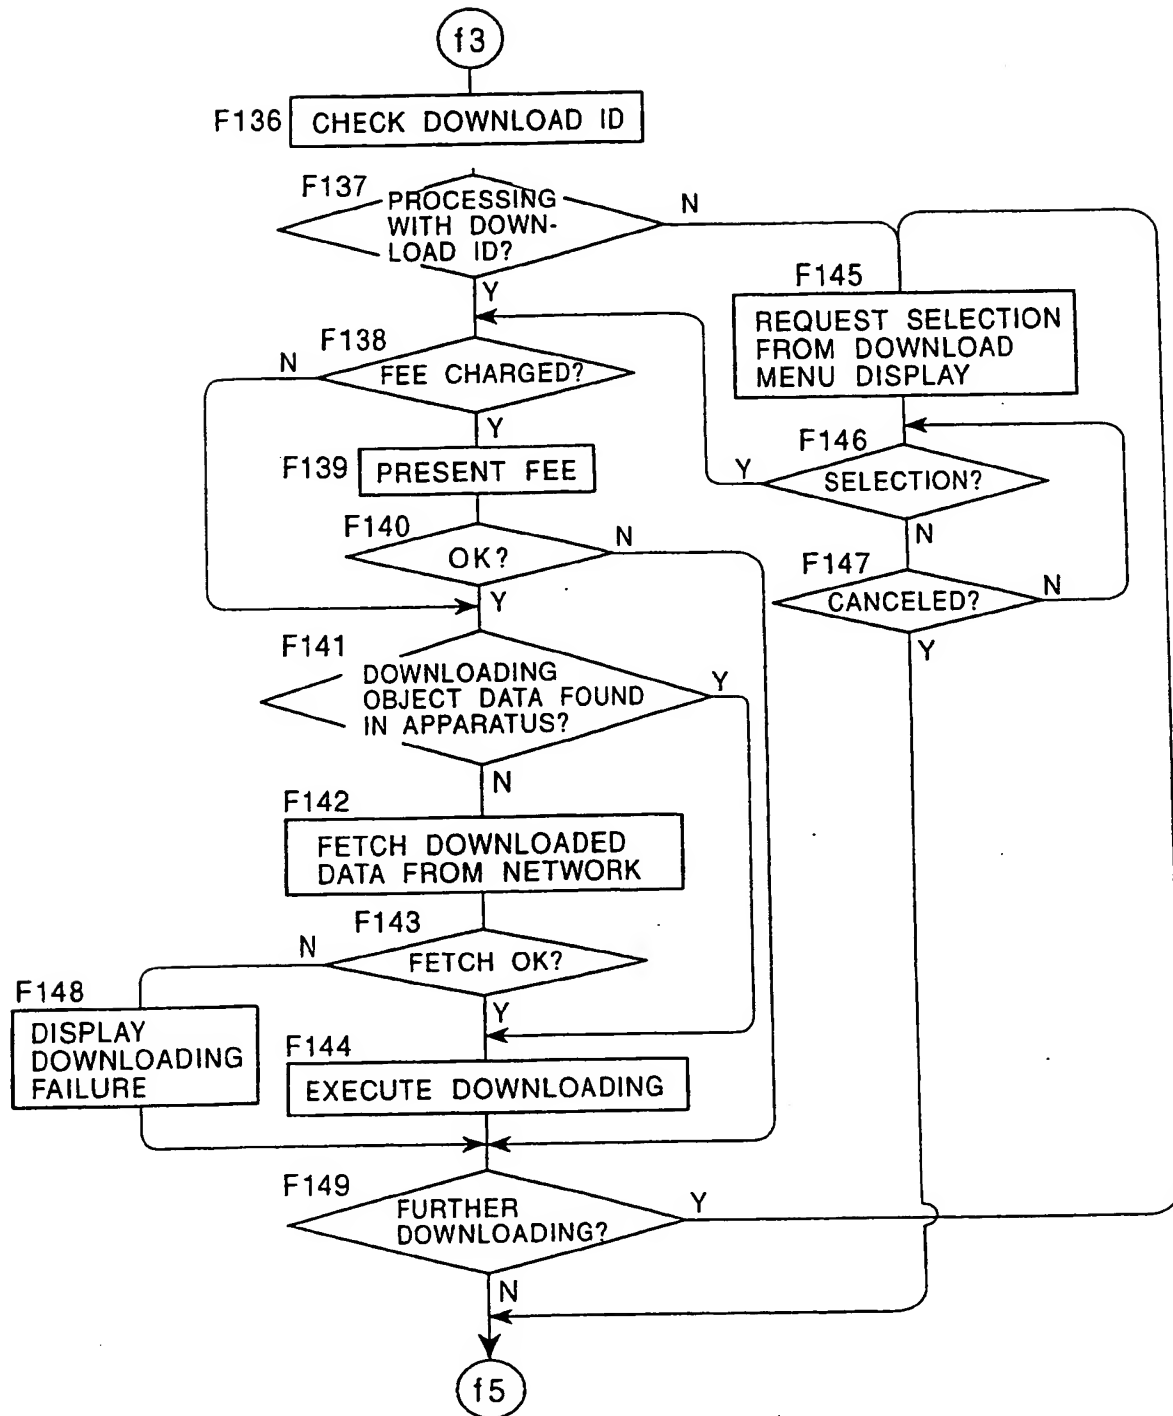 f3
F136
CHECK DOWNLOAD ID
F137
PROCESSING
WITH DOWN-
LOAD ID?
N
Y
F145
REQUEST SELECTION
FROM DOWNLOAD
MENU DISPLAY
F138
N
FEE CHARGED?
Y
F146
Y
SELECTION?
N
F139
PRESENT FEE
F140
N
OK?
Y
F147
N
CANCELED?
Y
F141
DOWNLOADING
OBJECT DATA FOUND
IN APPARATUS?
Y
N
F142
FETCH DOWNLOADED
DATA FROM NETWORK
F143
N
FETCH OK?
Y
F148
DISPLAY
DOWNLOADING
FAILURE
F144
EXECUTE DOWNLOADING
F149
FURTHER
DOWNLOADING?
Y
N
f5